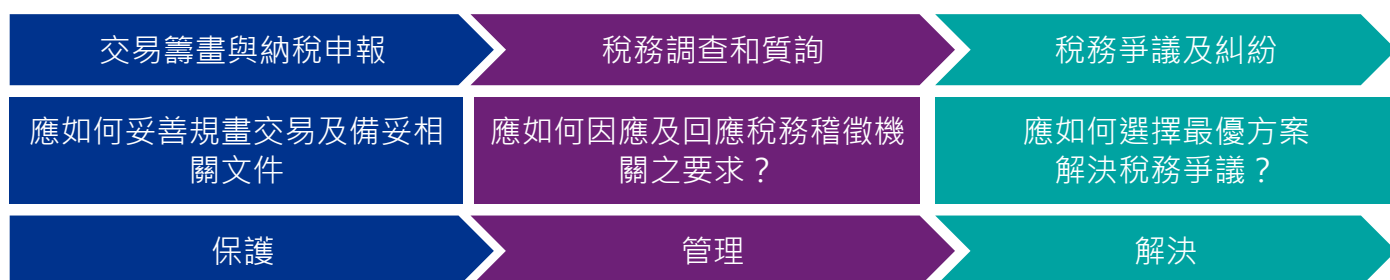 交易籌畫與納稅申報
稅務調查和質詢
稅務爭議及糾紛
應如何妥善規畫交易及備妥相
關文件
應如何因應及回應稅務稽徵機
關之要求？
應如何選擇最優方案
解決稅務爭議？
保護
管理
解決